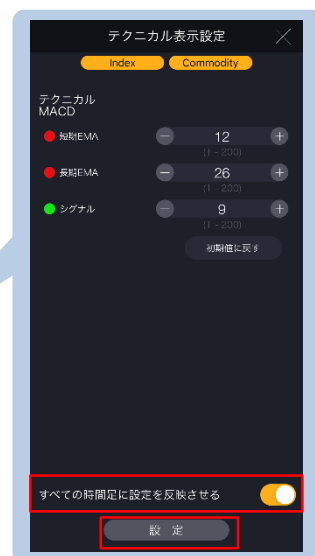 テクニカル表示設定
Index Commodity
テクニカル
MACD
短期EMA 12
(1 - 200)
長期EMA 26
(1 - 200)
シグナル 9
(1 - 200)
初期値に戻す
すべての時間足に設定を反映させる
設 定